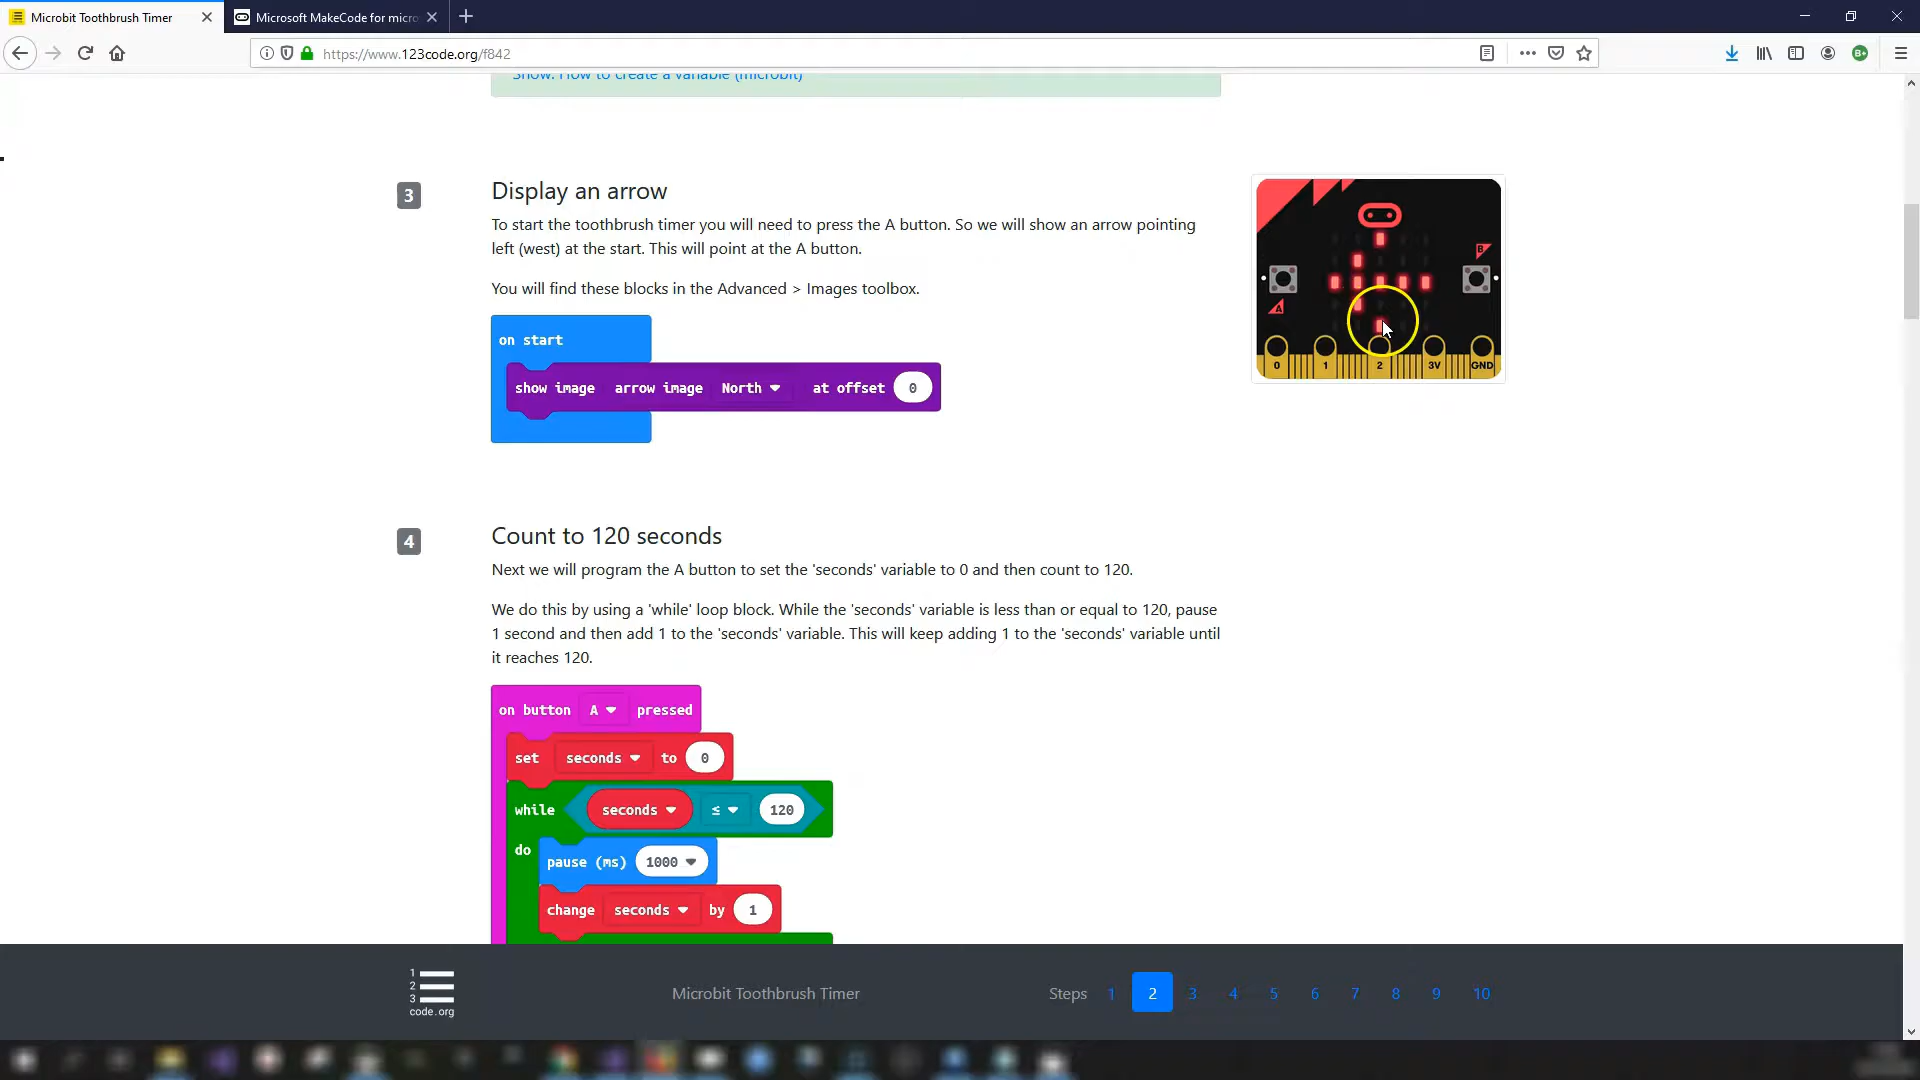 Microbit Toothbrush Timer
Microsoft MakeCode for micro
https://www.123code.org/f842
Show: How to create a variable (microbit)
3
Display an arrow
To start the toothbrush timer you will need to press the A button. So we will show an arrow pointing
left (west) at the start. This will point at the A button.
You will find these blocks in the Advanced > Images toolbox.
on start
show image arrow image North at offset 0
B
A
0 1 2 3V GND
4
Count to 120 seconds
Next we will program the A button to set the 'seconds' variable to 0 and then count to 120.
We do this by using a 'while' loop block. While the 'seconds' variable is less than or equal to 120, pause
1 second and then add 1 to the 'seconds' variable. This will keep adding 1 to the 'seconds' variable until
it reaches 120.
on button A pressed
set seconds to 0
while seconds ≤ 120
do
pause (ms) 1000
change seconds by 1
1
2
3
code.org
Microbit Toothbrush Timer
Steps 1 2 3 4 5 6 7 8 9 10